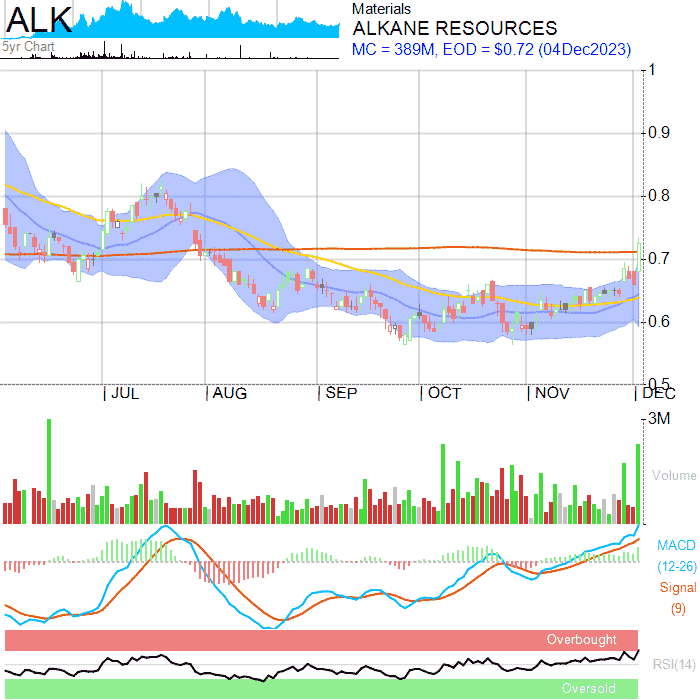 ALK
5yr Chart
Materials
ALKANE RESOURCES
MC = 389M, EOD = $0.72 (04Dec2023)
1
0.9
0.8
0.7
0.6
0.5
JUL AUG SEP OCT NOV DEC
3M
Volume
MACD
(12-26)
Signal
(9)
Overbought
RSI(14)
Oversold